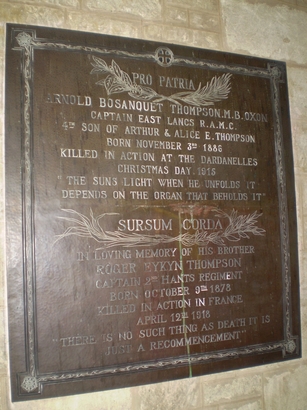 PRO PATRIA
ARNOLD BOSANQUET THOMPSON. M.B. OXON
CAPTAIN EAST LANCS R.A.M.C.
4TH SON OF ARTHUR & ALICE E. THOMPSON
BORN NOVEMBER 3RD 1886
KILLED IN ACTION AT THE DARDANELLES
CHRISTMAS DAY. 1915
"THE SUNS LIGHT WHEN HE UNFOLDS IT
DEPENDS ON THE ORGAN THAT BEHOLDS IT"
SURSUM CORDA
IN LOVING MEMORY OF HIS BROTHER
ROGER EYKYN THOMPSON
CAPTAIN 2ND HANTS REGIMENT
BORN OCTOBER 1878
KILLED IN ACTION IN FRANCE
APRIL 12TH 1918
"THERE IS NO SUCH THING AS DEATH IT IS
JUST A RECOMMENCEMENT"